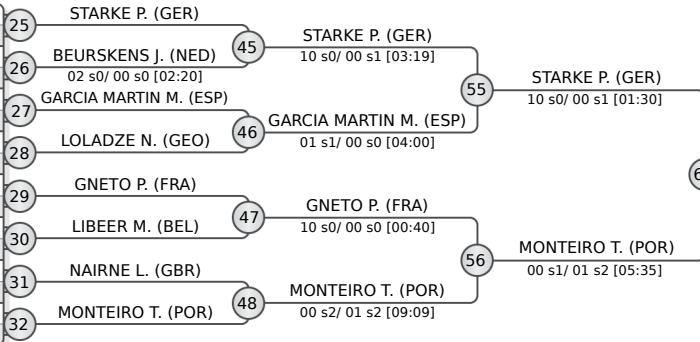 25
STARKE P. (GER)
26
BEURSKENS J. (NED)
02 s0/ 00 s0 [02:20]
45
STARKE P. (GER)
10 s0/ 00 s1 [03:19]
27
GARCIA MARTIN M. (ESP)
28
LOLADZE N. (GEO)
46
GARCIA MARTIN M. (ESP)
01 s1/ 00 s0 [04:00]
55
STARKE P. (GER)
10 s0/ 00 s1 [01:30]
29
GNETO P. (FRA)
30
LIBEER M. (BEL)
47
GNETO P. (FRA)
10 s0/ 00 s0 [00:40]
31
NAIRNE L. (GBR)
32
MONTEIRO T. (POR)
48
MONTEIRO T. (POR)
00 s2/ 01 s2 [09:09]
56
MONTEIRO T. (POR)
00 s1/ 01 s2 [05:35]